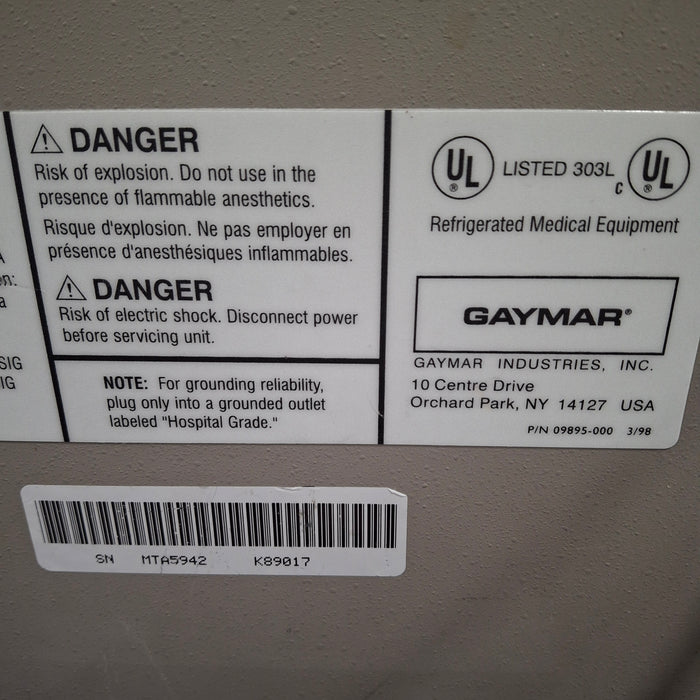 A
en:
a
SIG
IG
DANGER
Risk of explosion. Do not use in the
presence of flammable anesthetics.
Risque d'explosion. Ne pas employer en
présence d'anesthésiques inflammables.
DANGER
Risk of electric shock. Disconnect power
before servicing unit.
NOTE: For grounding reliability,
plug only into a grounded outlet
labeled "Hospital Grade."
UL ® LISTED 303L C UL ®
Refrigerated Medical Equipment
GAYMAR®
GAYMAR INDUSTRIES, INC.
10 Centre Drive
Orchard Park, NY 14127 USA
P/N 09895-000 3/98
SN MTA5942 K89017